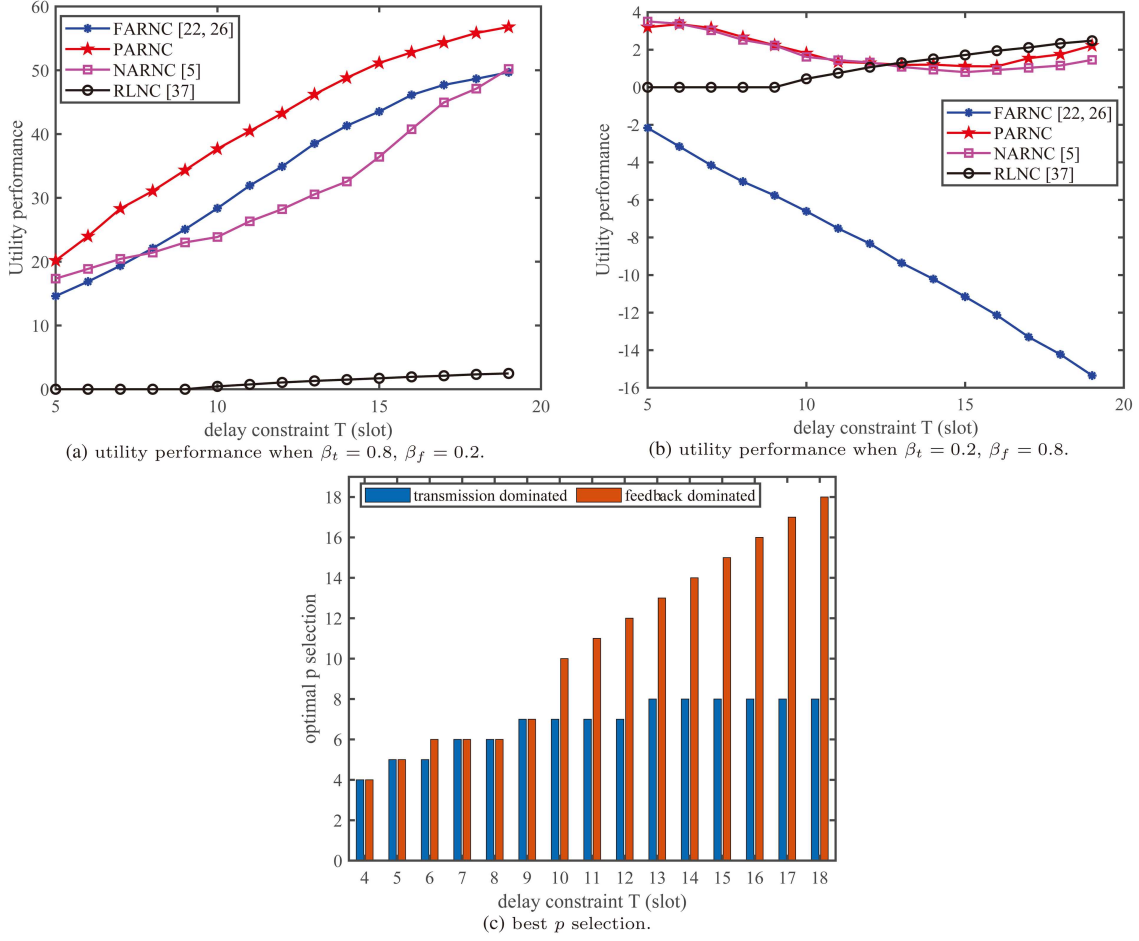 60
50
40
30
20
10
0
Utility performance
FARNC [22, 26]
PARNC
NARNC [5]
RLNC [37]
5 10 15 20
delay constraint T (slot)
(a) utility performance when βt = 0.8, βf = 0.2.
4
2
0
-2
-4
-6
-8
-10
-12
-14
-16
Utility performance
FARNC [22, 26]
PARNC
NARNC [5]
RLNC [37]
5 10 15 20
delay constraint T (slot)
(b) utility performance when βt = 0.2, βf = 0.8.
transmission dominated feedback dominated
18
16
14
12
10
8
6
4
2
0
optimal p selection
4 5 6 7 8 9 10 11 12 13 14 15 16 17 18
delay constraint T (slot)
(c) best p selection.